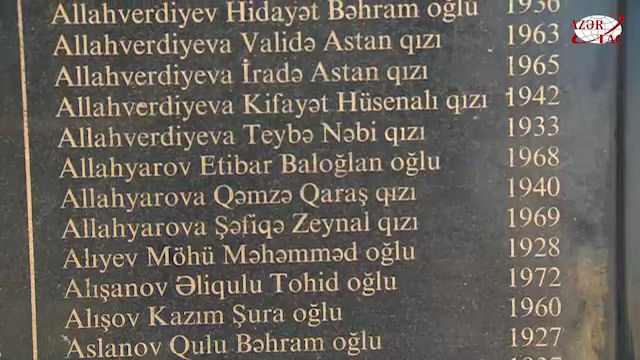 Allahverdiyev Hidayət Bəhram oğlu 1936
Allahverdiyeva Validə Astan qızı 1963
Allahverdiyeva İradə Astan qızı 1965
Allahverdiyeva Kifayət Hüsenalı qızı 1942
Allahverdiyeva Teybə Nəbi qızı 1933
Allahyarov Etibar Baloğlan oğlu 1968
Allahyarova Qəmzə Qaraş qızı 1940
Allahyarova Şəfiqə Zeynal qızı 1969
Alıyev Möhü Məhəmməd oğlu 1928
Alışanov Əliqulu Tohid oğlu 1972
Alışov Kazım Şura oğlu 1960
Aslanov Qulu Bəhram oğlu 1927
AZƏR
TAC